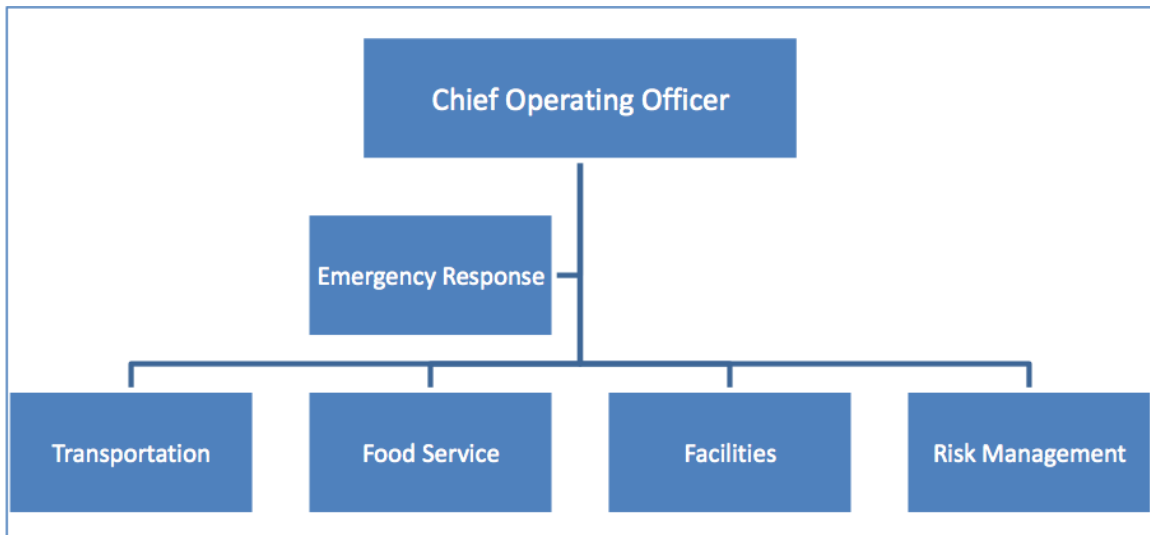 Chief Operating Officer
Emergency Response
Transportation
Food Service
Facilities
Risk Management